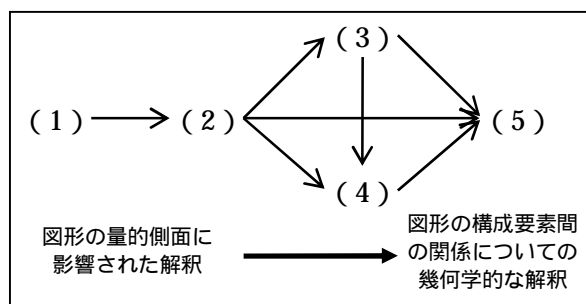 (3)
(1)
(2)
(5)
(4)
図形の量的側面に
影響された解釈
図形の構成要素間
の関係についての
幾何学的な解釈